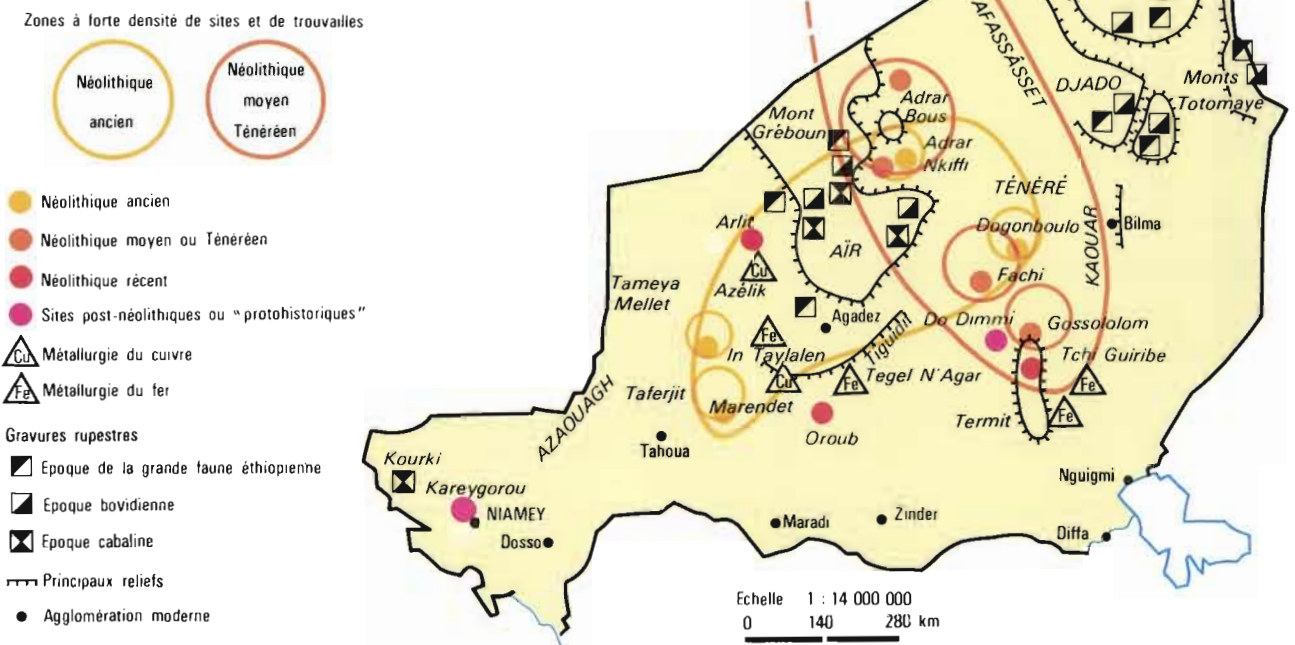 Zones à forte densité de sites et de trouvailles
Néolithique
ancien
Néolithique
moyen
Ténéréen
Néolithique ancien
Néolithique moyen ou Ténéréen
Néolithique récent
Sites post-néolithiques ou "protohistoriques"
Cu Métallurgie du cuivre
Fe Métallurgie du fer
Gravures rupestres
Epoque de la grande faune éthiopienne
Epoque bovidienne
Epoque cabaline
Principaux reliefs
Agglomération moderne
AFASSÁSSET
DJADO
Monts
Totomaye
Adrar
Bous
Mont
Gréboun
Adrar
Nkiffi
TÉNÉRÉ
Dogonboulo
KAOUAR
Bilma
Arlit
AÏR
Fachi
Cu
Azélik
Tameya
Mellet
Agadez
Do Dimmi
Gossololom
Fe
In Taylalen
Tiguidit
Tchi Guiribe
Cu
Fe
Tegel N'Agar
Fe
Taferjit
Marendet
Termit
Fe
Oroub
AZAOUAGH
Tahoua
Kourki
Kareygorou
NIAMEY
Dosso
Maradi
Zinder
Nguigmi
Diffa
Echelle 1 : 14 000 000
0 140 280 km